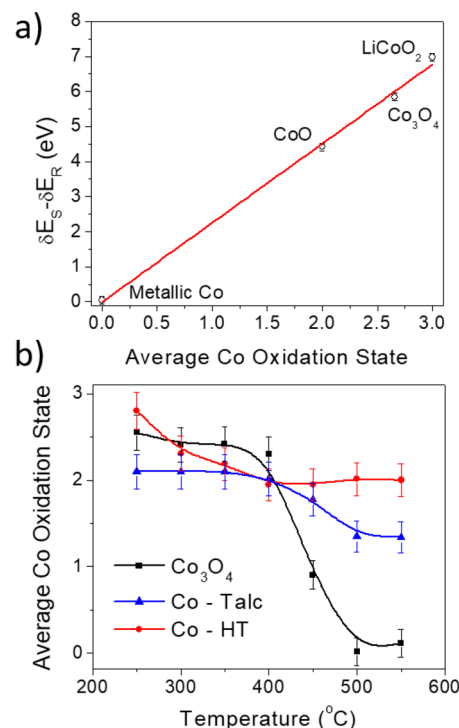 a)
8
7
6
5
4
3
2
1
0
δE_S-δE_R (eV)
LiCoO₂
Co₃O₄
CoO
Metallic Co
0.0 0.5 1.0 1.5 2.0 2.5 3.0
Average Co Oxidation State
b)
3
2
1
0
Average Co Oxidation State
Co₃O₄
Co - Talc
Co - HT
200 300 400 500 600
Temperature (°C)